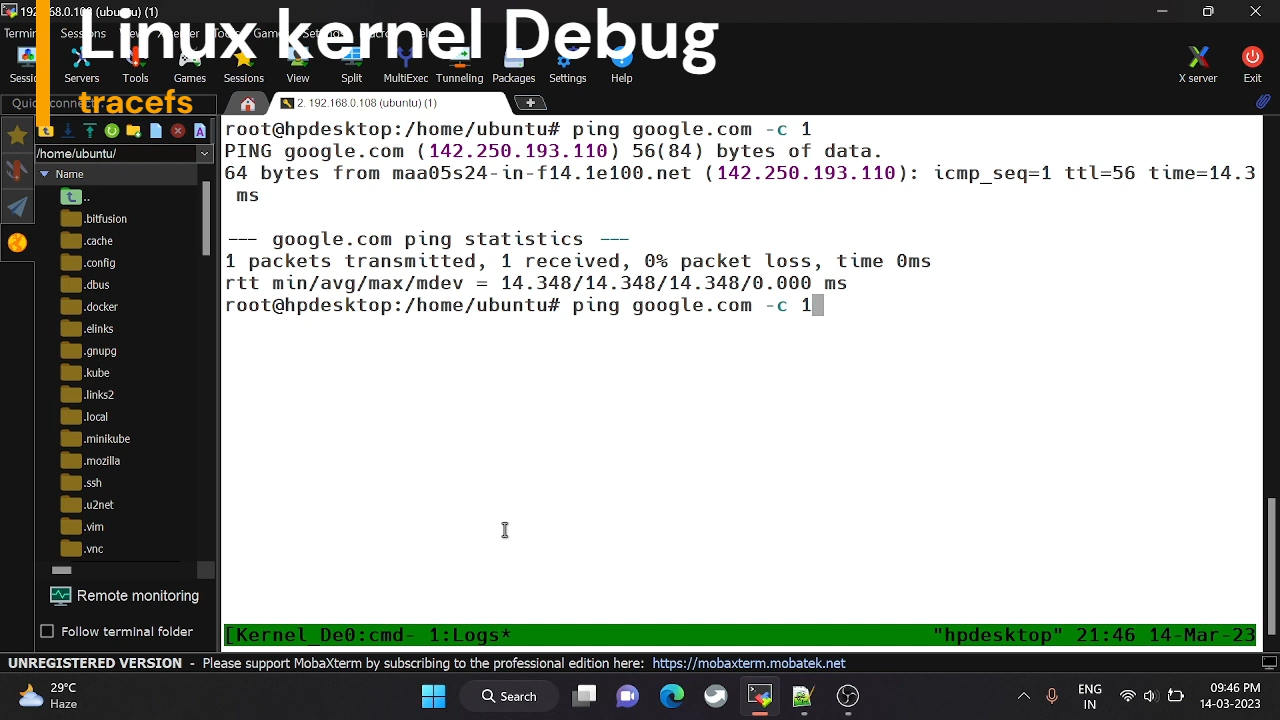 192.168.0.108 (ubuntu) (1)
Linux kernel Debug
tracefs
Servers
Tools
Games
Sessions
View
Split
MultiExec
Tunneling
Packages
Settings
Help
X server
Exit
2. 192.168.0.108 (ubuntu) (1)
/home/ubuntu/
Name
..
.bitfusion
.cache
.config
.dbus
.docker
.elinks
.gnupg
.kube
.links2
.local
.minikube
.mozilla
.ssh
.u2net
.vim
.vnc
Remote monitoring
Follow terminal folder
root@hpdesktop:/home/ubuntu# ping google.com -c 1
PING google.com (142.250.193.110) 56(84) bytes of data.
64 bytes from maa05s24-in-f14.1e100.net (142.250.193.110): icmp_seq=1 ttl=56 time=14.3
ms
--- google.com ping statistics ---
1 packets transmitted, 1 received, 0% packet loss, time 0ms
rtt min/avg/max/mdev = 14.348/14.348/14.348/0.000 ms
root@hpdesktop:/home/ubuntu# ping google.com -c 1
[Kernel_De0:cmd- 1:Logs* "hpdesktop" 21:46 14-Mar-23
UNREGISTERED VERSION - Please support MobaXterm by subscribing to the professional edition here: https://mobaxterm.mobatek.net
29°C
Haze
Search
ENG
IN
09:46 PM
14-03-2023